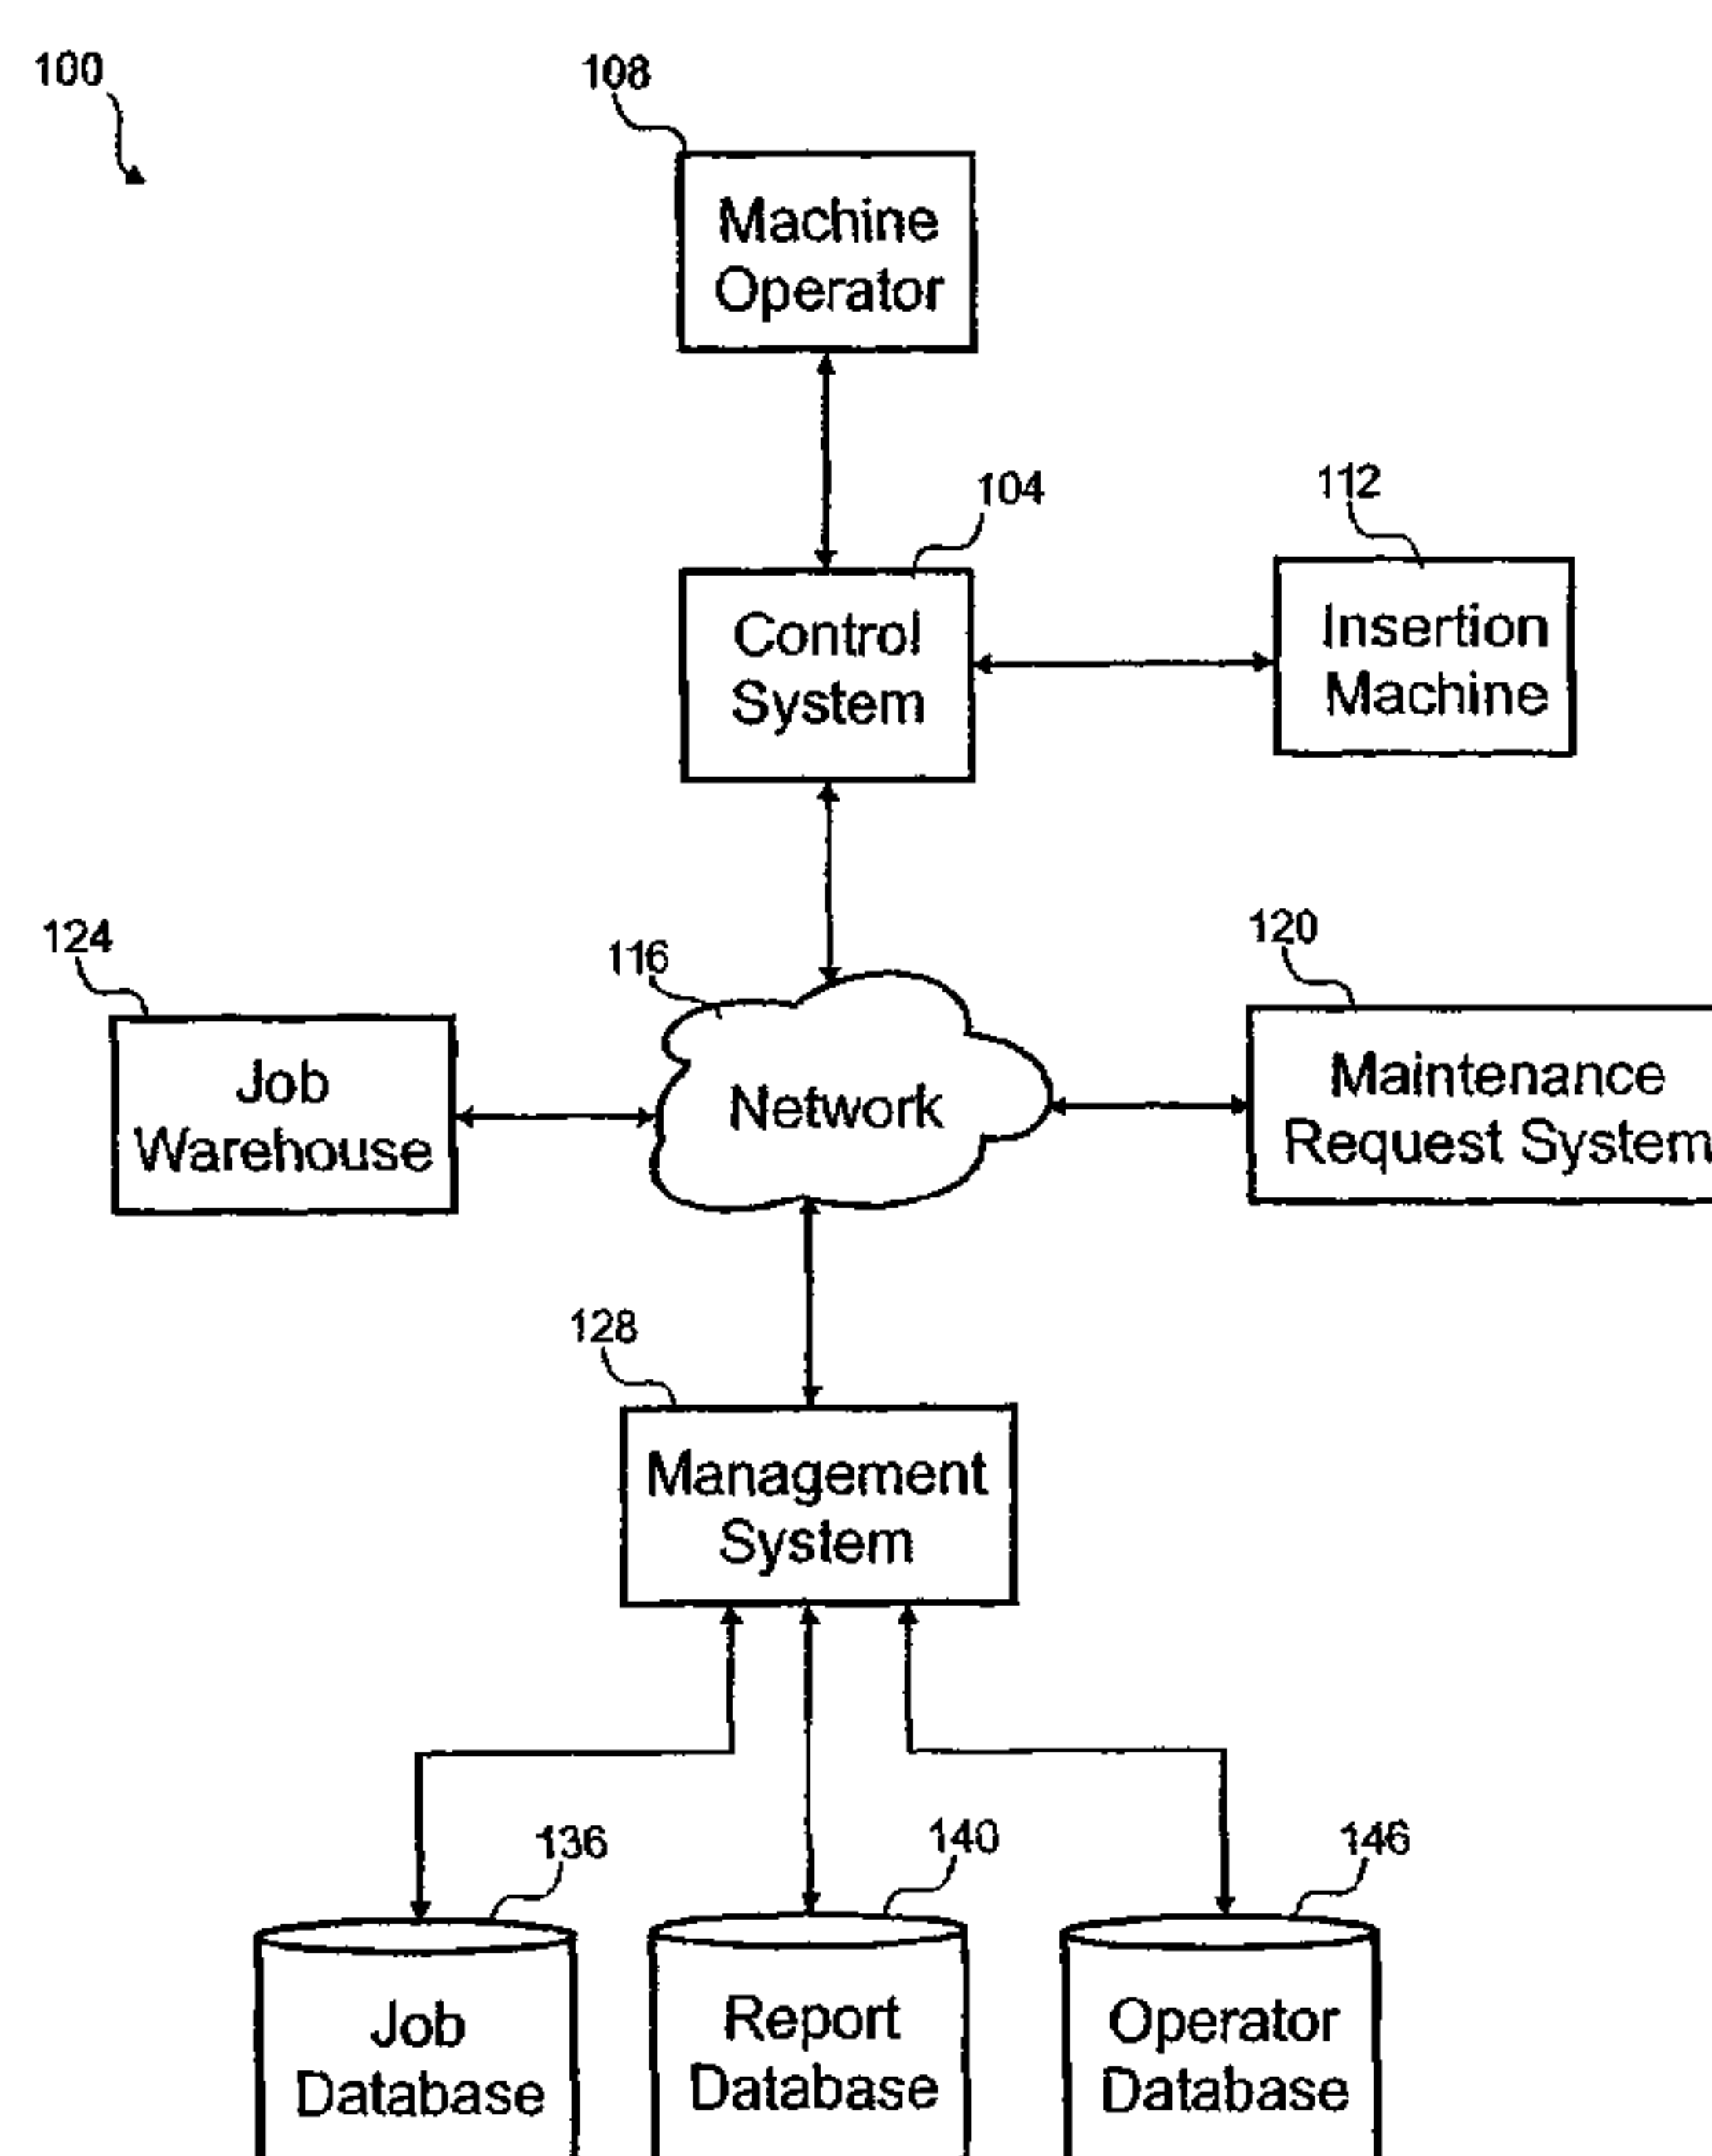 100
108
Machine
Operator
104
112
Control
System
Insertion
Machine
124
116
120
Job
Warehouse
Network
Maintenance
Request System
128
Management
System
136
140
146
Job
Database
Report
Database
Operator
Database